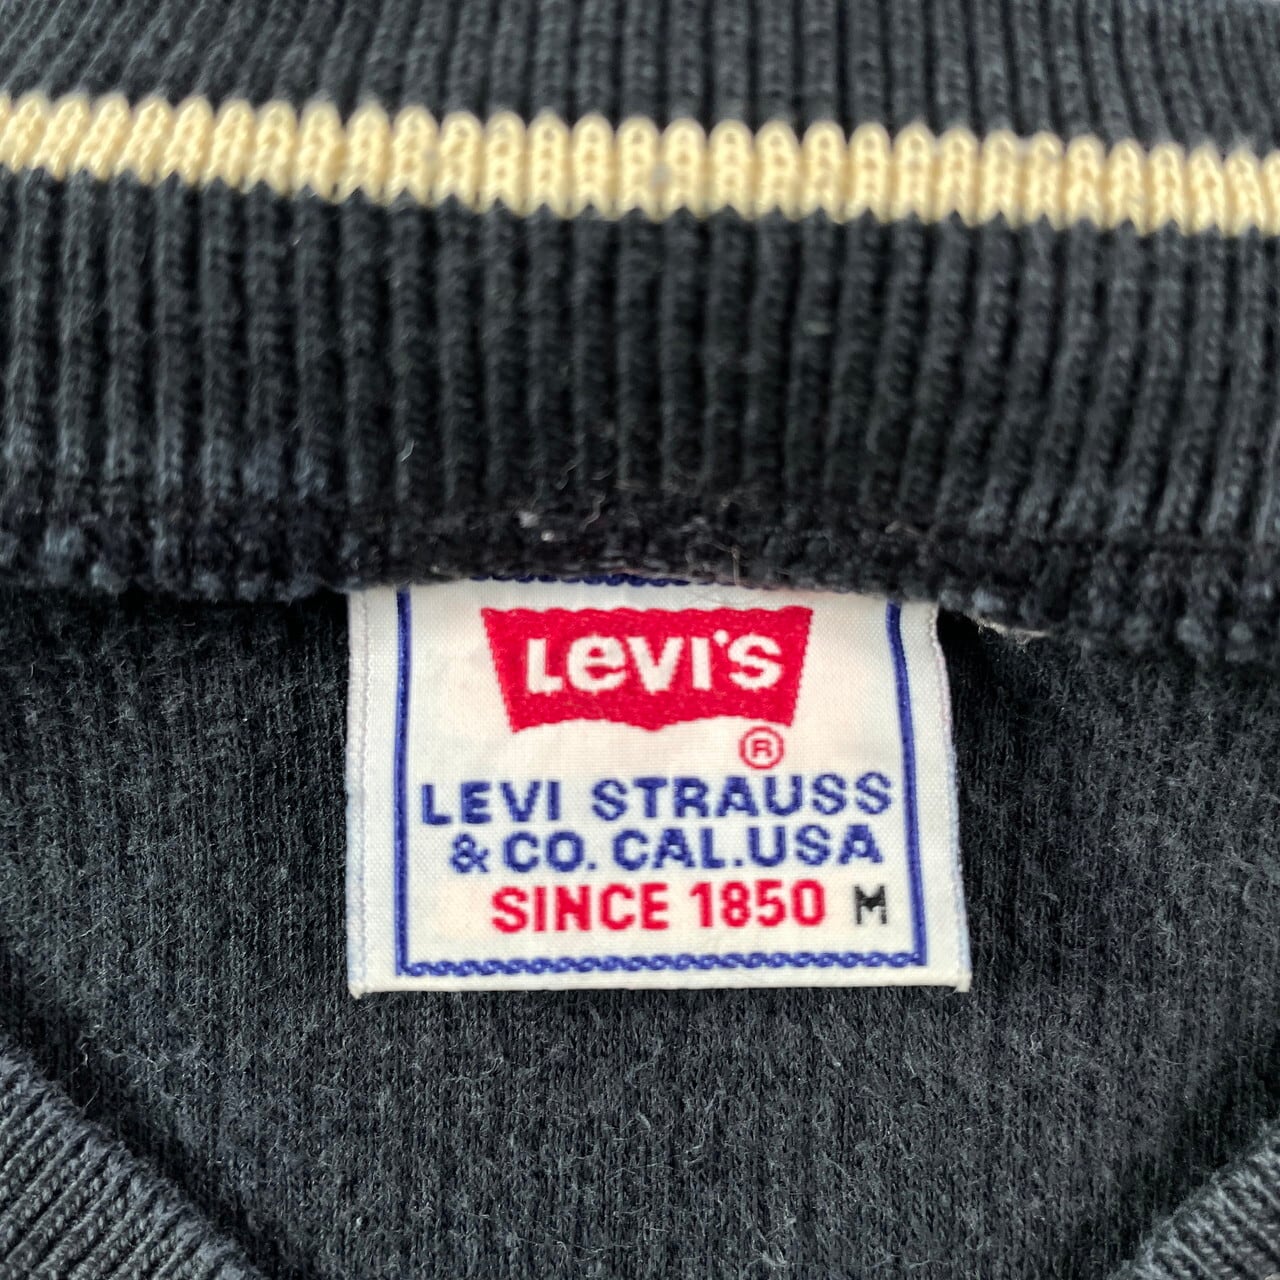 LEVI'S
®
LEVI STRAUSS
& CO. CAL. USA
SINCE 1850 M